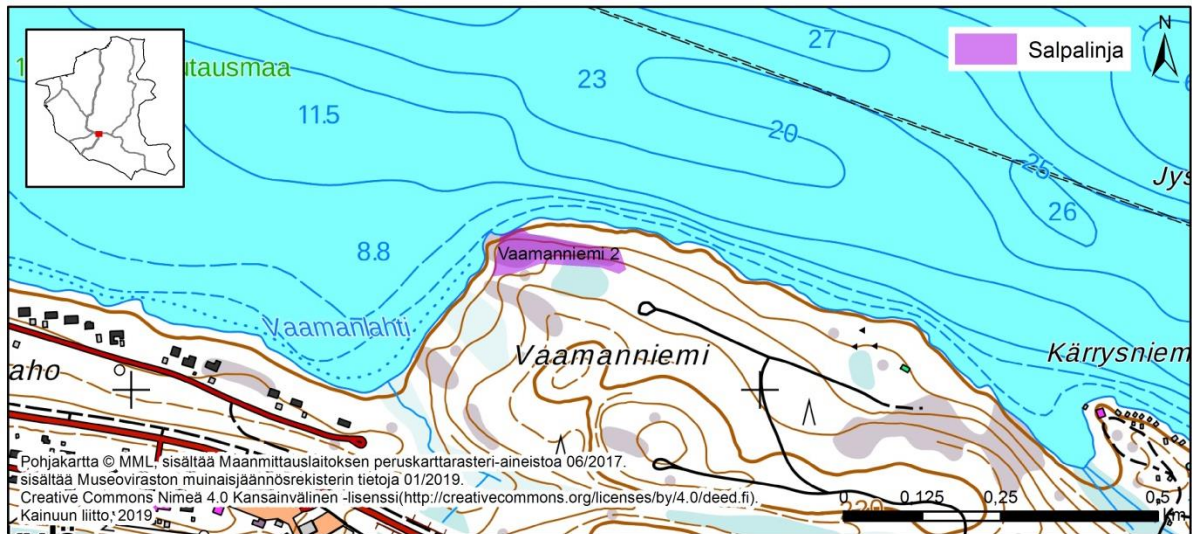 27
N
Salpalinja
utausmaa
23
11.5
20
25
26
Jys
8.8
Vaamanniemi 2
Vaamanlahti
Vaamanniemi
Kärrysniem
aho
Pohjakartta © MML, sisältää Maanmittauslaitoksen peruskarttarasteri-aineistoa 06/2017.
sisältää Museoviraston muinaisjäännösrekisterin tietoja 01/2019.
Creative Commons Nimeä 4.0 Kansainvälinen -lisenssi(http://creativecommons.org/licenses/by/4.0/deed.fi).
Kainuun liitto, 2019
0 0,125 0,25 0,5
km
220